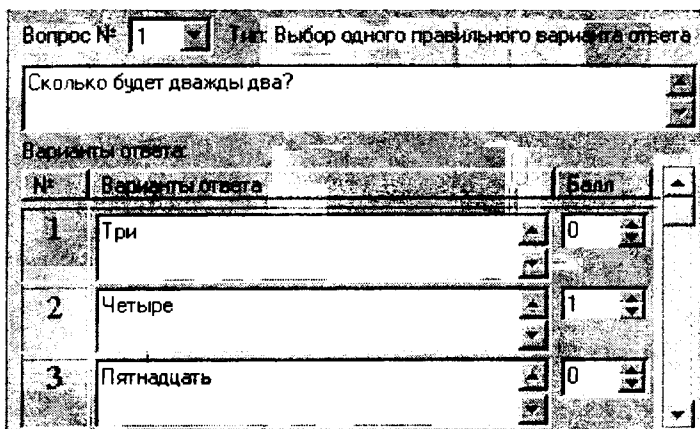 Вопрос № 1 Тип: Выбор одного правильного варианта ответа
Сколько будет дважды два?
Варианты ответа:
№ Варианты ответа Балл
1 Три 0
2 Четыре 1
3 Пятнадцать 0